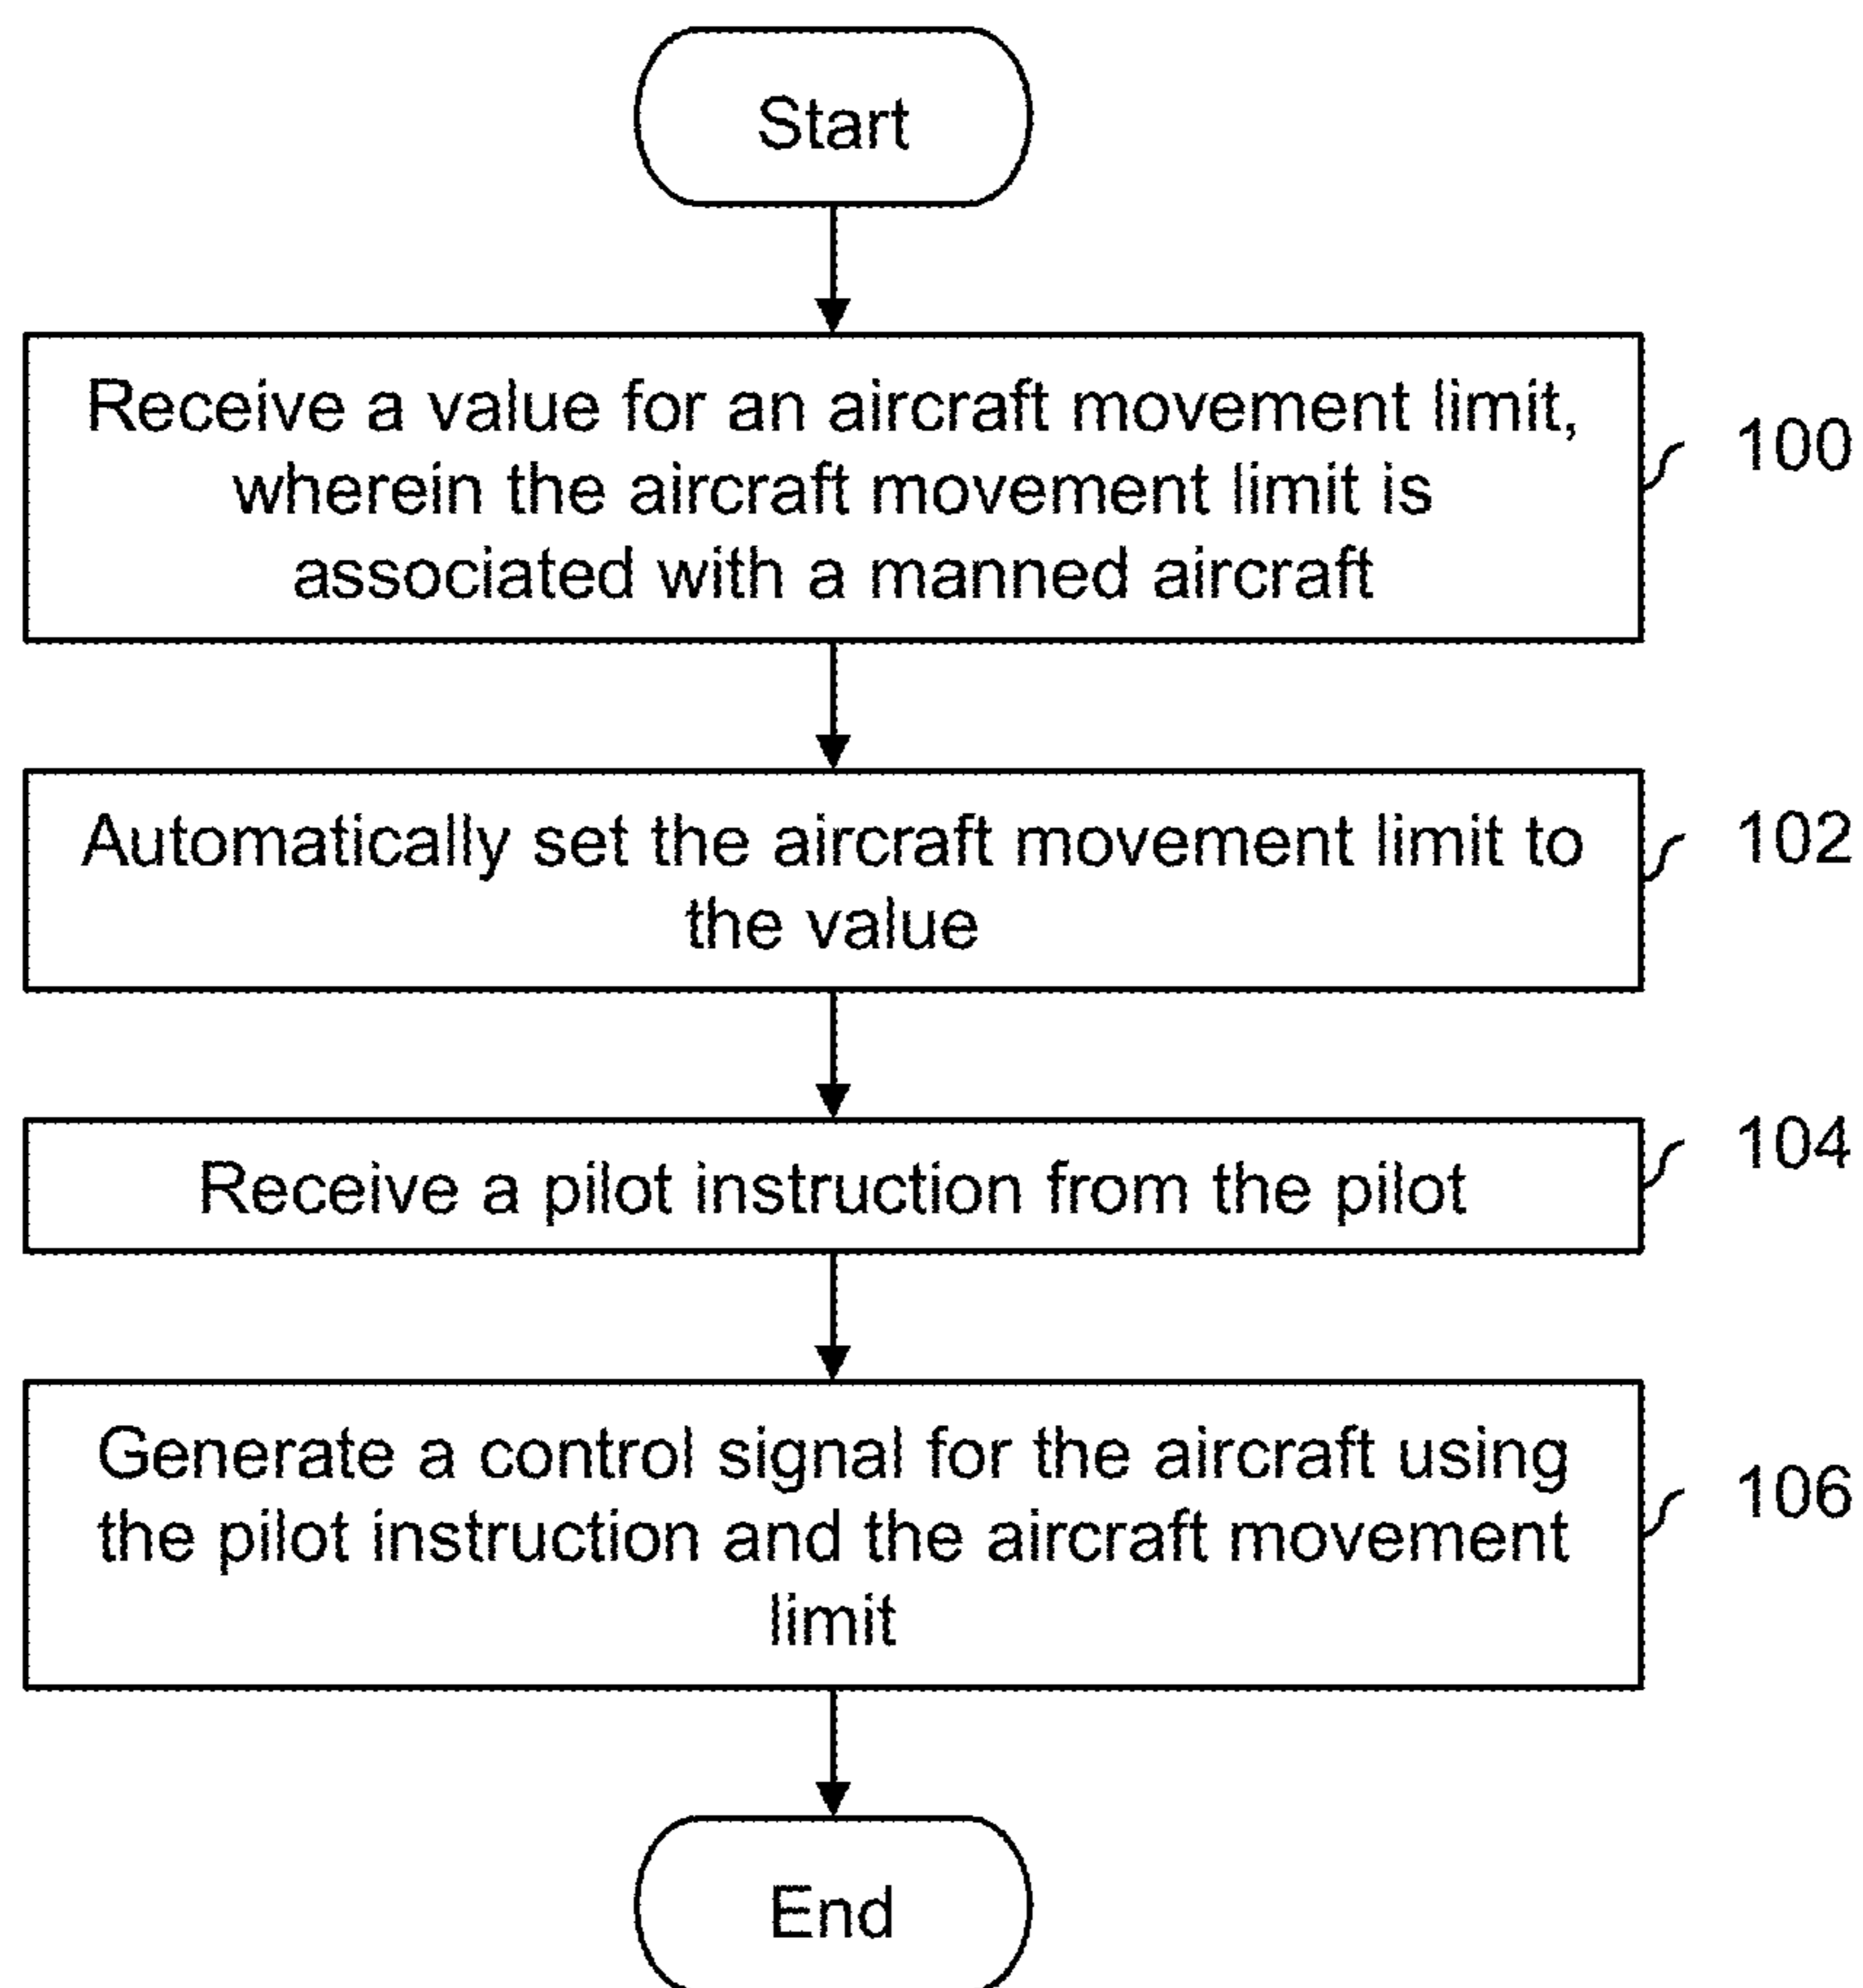 Start
Receive a value for an aircraft movement limit,
wherein the aircraft movement limit is
associated with a manned aircraft
100
Automatically set the aircraft movement limit to
the value
102
Receive a pilot instruction from the pilot
104
Generate a control signal for the aircraft using
the pilot instruction and the aircraft movement
limit
106
End